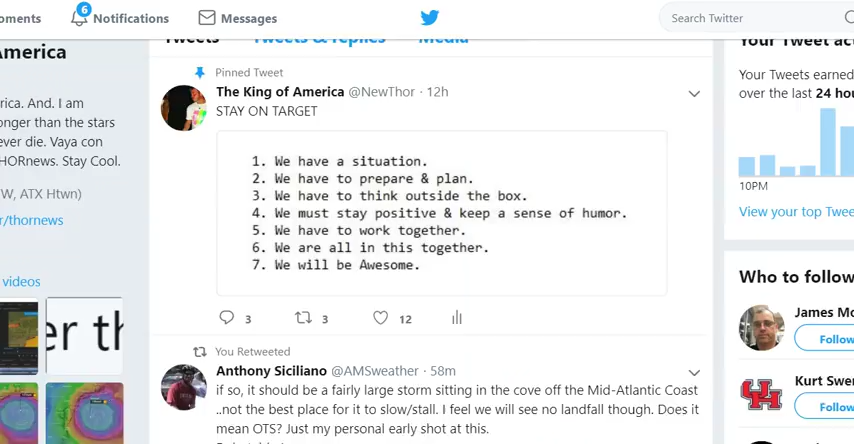 oments
6
Notifications
Messages
Search Twitter
America
rica. And. I am
onger than the stars
ever die. Vaya con
HORnews. Stay Cool.
W, ATX Htwn)
r/thornews
videos
er th
Tweets
Tweets & replies
Media
Pinned Tweet
The King of America @NewThor · 12h
STAY ON TARGET
1. We have a situation.
2. We have to prepare & plan.
3. We have to think outside the box.
4. We must stay positive & keep a sense of humor.
5. We have to work together.
6. We are all in this together.
7. We will be Awesome.
3
3
12
You Retweeted
Anthony Siciliano @AMSweather · 58m
if so, it should be a fairly large storm sitting in the cove off the Mid-Atlantic Coast
..not the best place for it to slow/stall. I feel we will see no landfall though. Does it
mean OTS? Just my personal early shot at this.
Your Tweet act
Your Tweets earned
over the last 24 hou
10PM
View your top Twee
Who to follow
James Mo
Follow
Kurt Swer
Follow